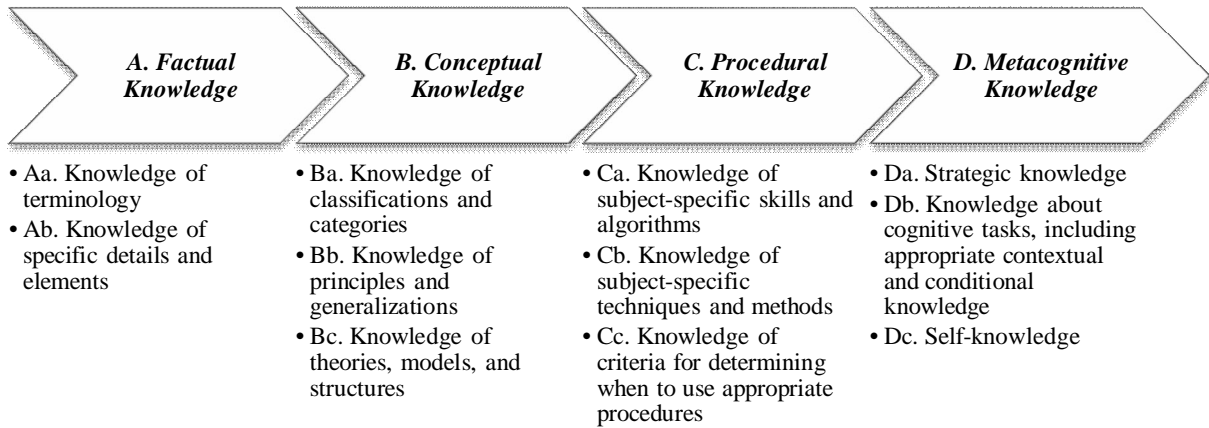 A. Factual
Knowledge
B. Conceptual
Knowledge
C. Procedural
Knowledge
D. Metacognitive
Knowledge
• Aa. Knowledge of
terminology
• Ab. Knowledge of
specific details and
elements
• Ba. Knowledge of
classifications and
categories
• Bb. Knowledge of
principles and
generalizations
• Bc. Knowledge of
theories, models, and
structures
• Ca. Knowledge of
subject-specific skills and
algorithms
• Cb. Knowledge of
subject-specific
techniques and methods
• Cc. Knowledge of
criteria for determining
when to use appropriate
procedures
• Da. Strategic knowledge
• Db. Knowledge about
cognitive tasks, including
appropriate contextual
and conditional
knowledge
• Dc. Self-knowledge